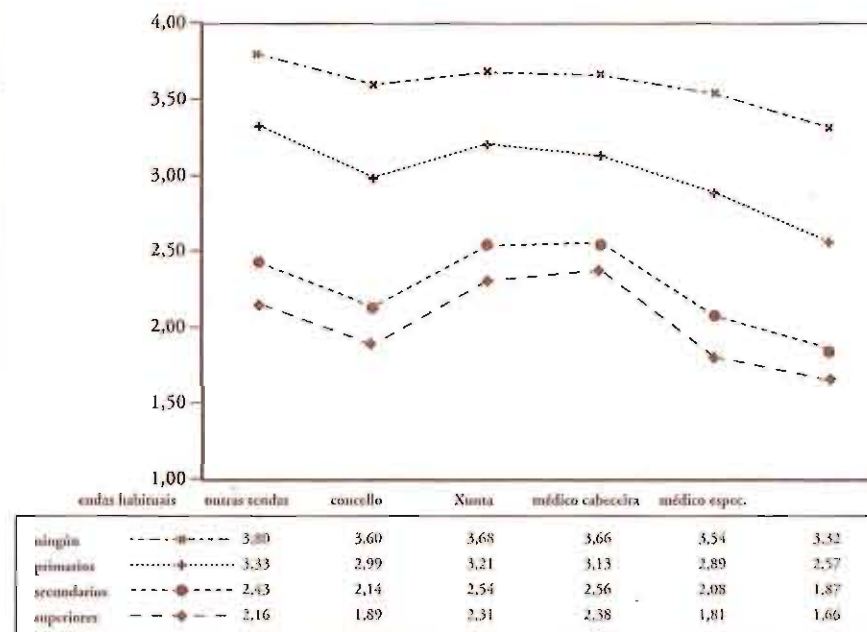 4,00
3,50
3,00
2,50
2,00
1,50
1,00
endas habituais outras tendas concello Xunta médico cabeceira médico espec.
ningún 3,80 3,60 3,68 3,66 3,54 3,32
primarios 3,33 2,99 3,21 3,13 2,89 2,57
secundarios 2,43 2,14 2,54 2,56 2,08 1,87
superiores 2,16 1,89 2,31 2,38 1,81 1,66